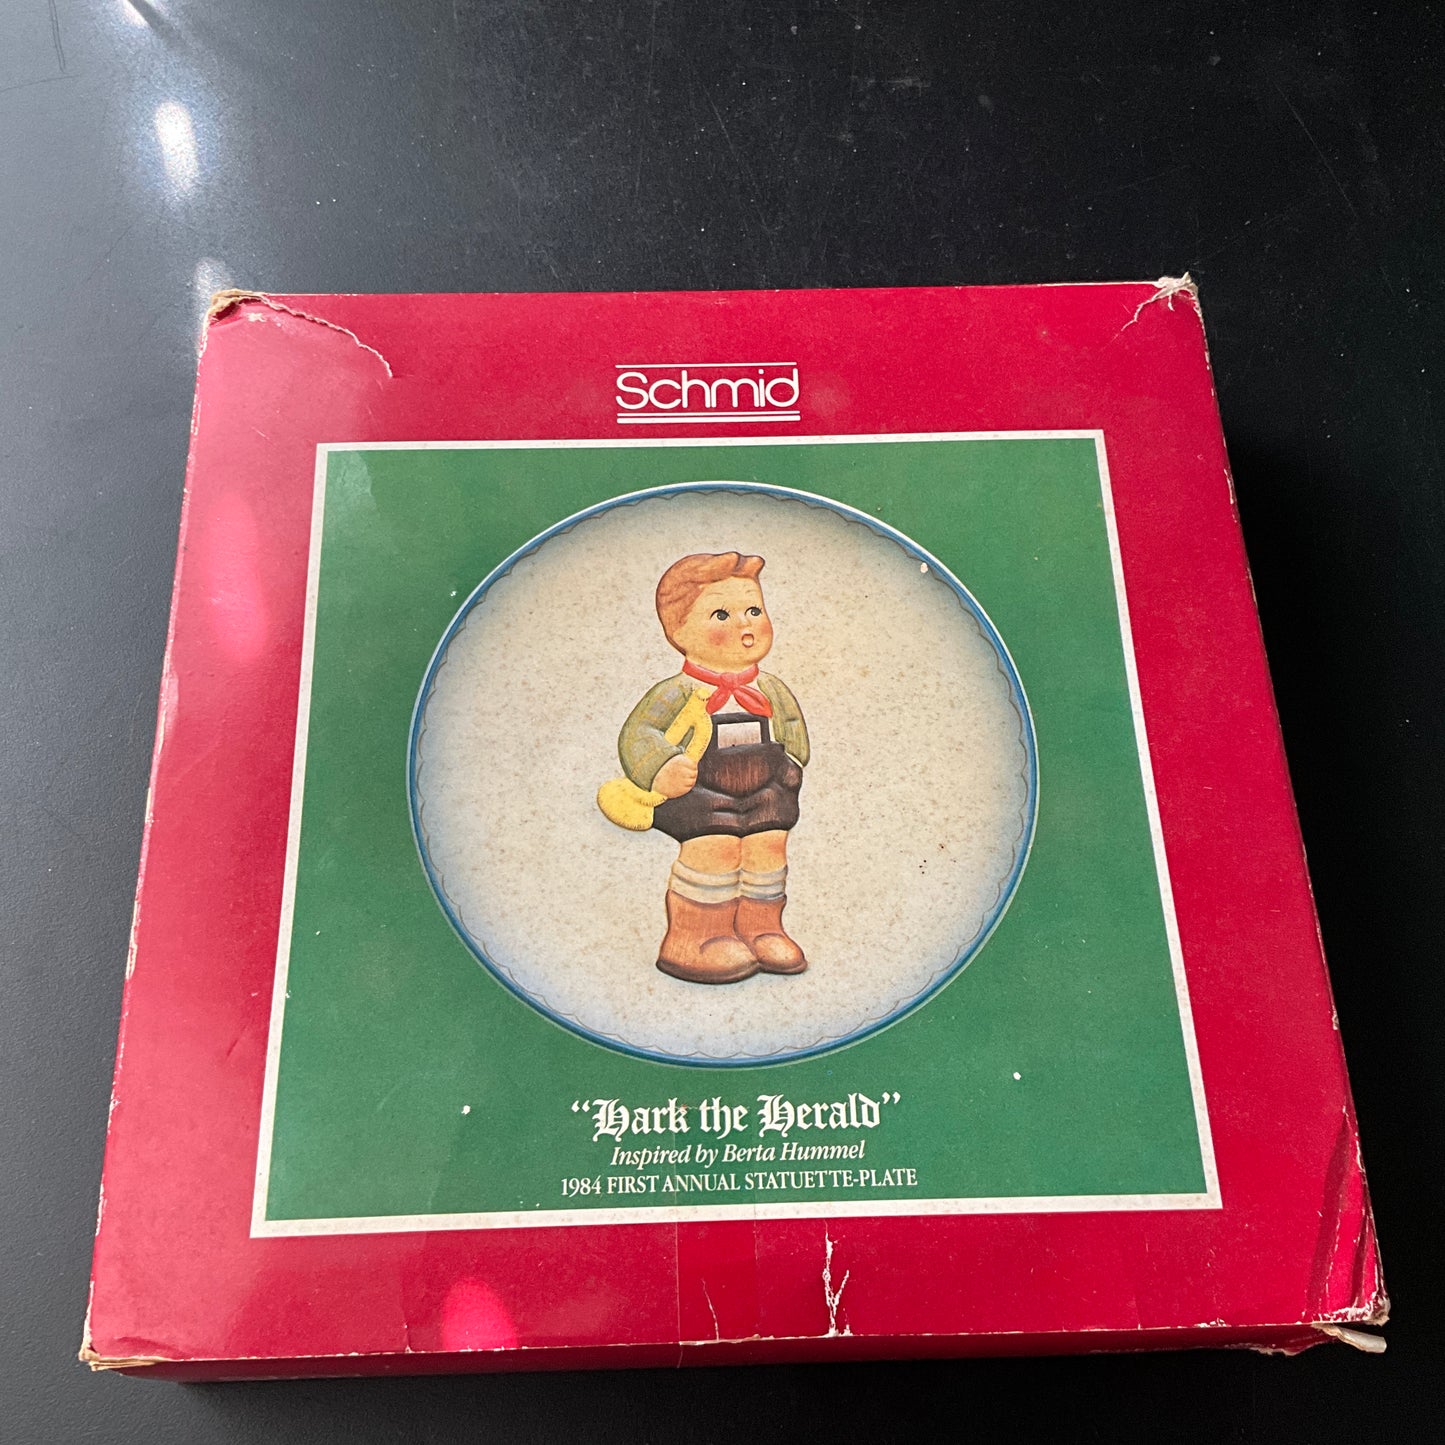 Schmid
“Hark the Herald”
Inspired by Berta Hummel
1984 FIRST ANNUAL STATUETTE-PLATE